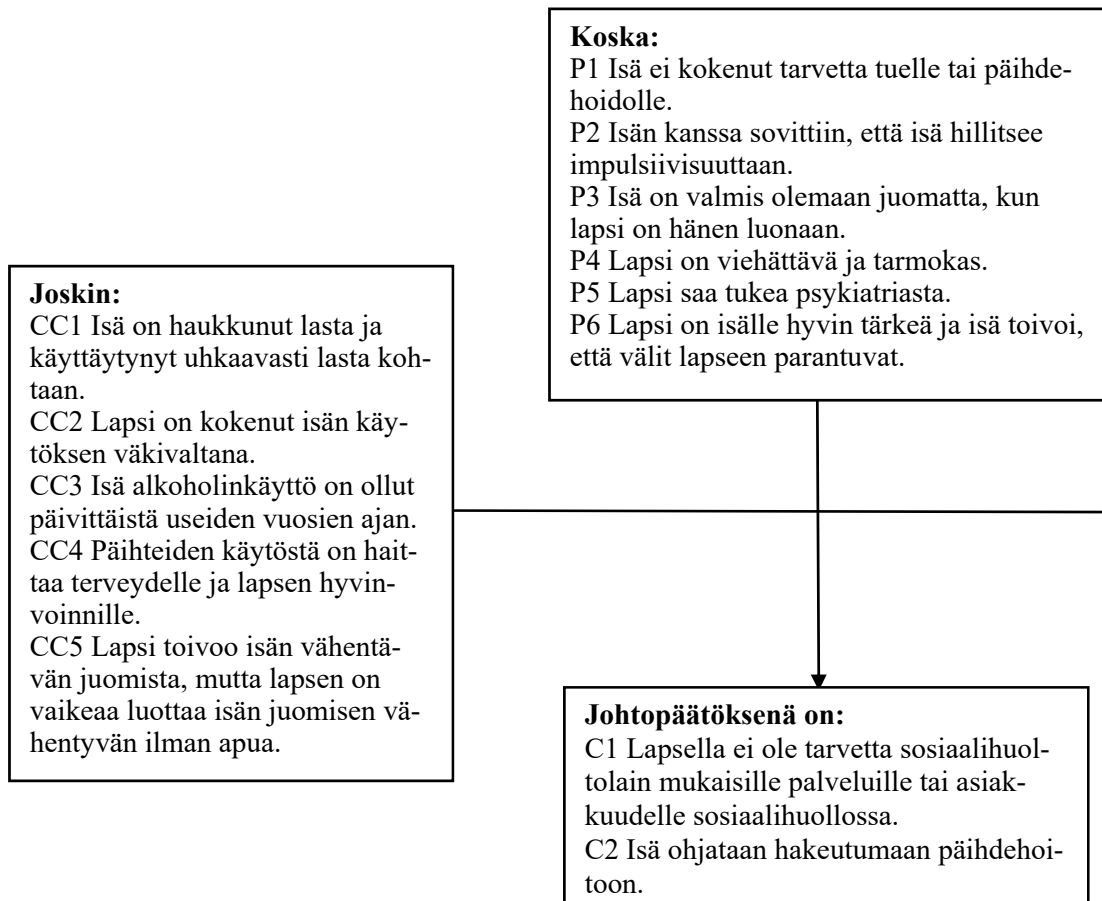 Koska:
P1 Isä ei kokenut tarvetta tuelle tai päihde-
hoidolle.
P2 Isän kanssa sovittiin, että isä hillitsee
impulsiivisuuttaan.
P3 Isä on valmis olemaan juomatta, kun
lapsi on hänen luonaan.
P4 Lapsi on viehättävä ja tarmokas.
P5 Lapsi saa tukea psykiatriasta.
P6 Lapsi on isälle hyvin tärkeä ja isä toivoi,
että välit lapseen parantuvat.
Joskin:
CC1 Isä on haukkunut lasta ja
käyttäytynyt uhkaavasti lasta koh-
taan.
CC2 Lapsi on kokenut isän käy-
töksen väkivaltana.
CC3 Isä alkoholinkäyttö on ollut
päivittäistä useiden vuosien ajan.
CC4 Päihteiden käytöstä on hait-
taa terveydelle ja lapsen hyvin-
voinnille.
CC5 Lapsi toivoo isän vähentä-
vän juomista, mutta lapsen on
vaikeaa luottaa isän juomisen vä-
hentyvän ilman apua.
Johtopäätöksenä on:
C1 Lapsella ei ole tarvetta sosiaalihuol-
tolain mukaisille palveluille tai asiak-
kuudelle sosiaalihuollossa.
C2 Isä ohjataan hakeutumaan päihdehoi-
toon.